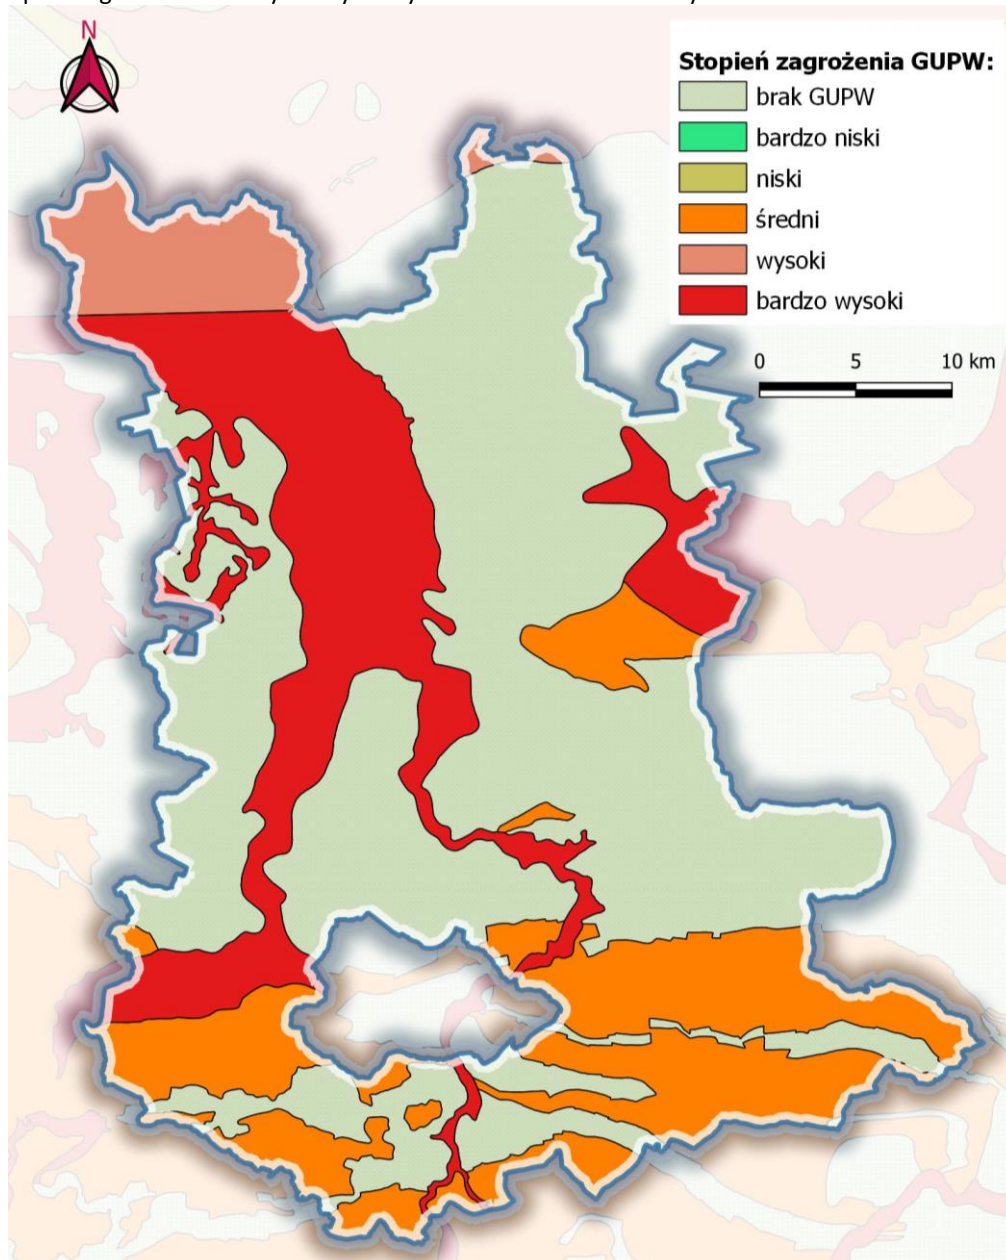 N
Stopień zagrożenia GUPW:
brak GUPW
bardzo niski
niski
średni
wysoki
bardzo wysoki
0 5 10 km